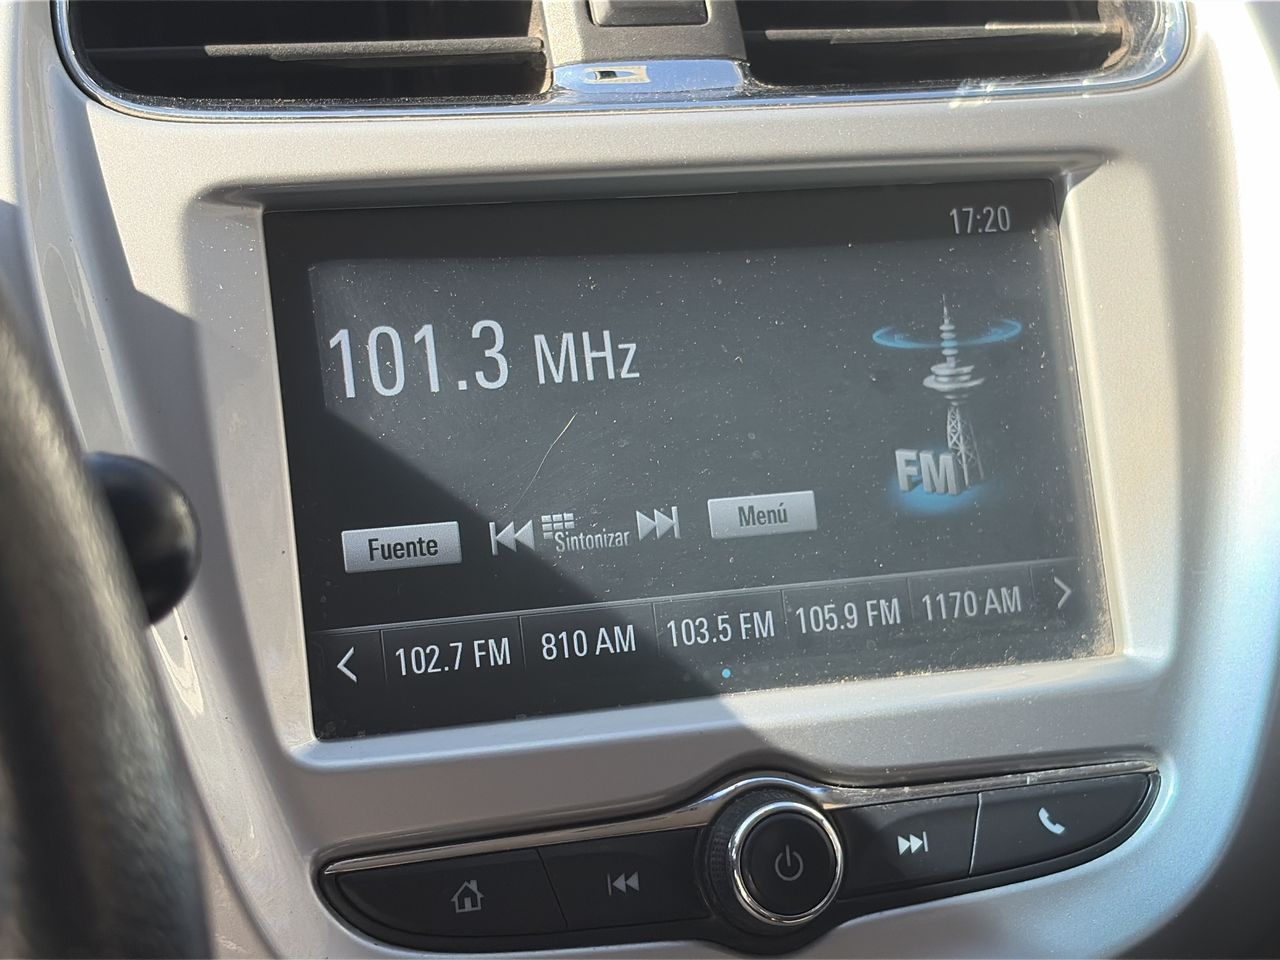 17:20
101.3 MHz
FM
Fuente
Sintonizar
Menú
102.7 FM
810 AM
103.5 FM
105.9 FM
1170 AM